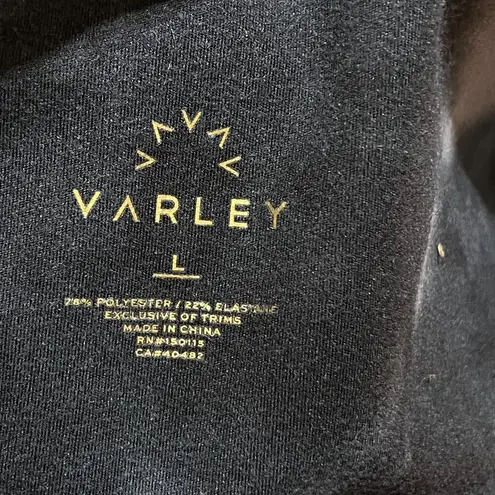 VARLEY
L
78% POLYESTER / 22% ELASTANE
EXCLUSIVE OF TRIMS
MADE IN CHINA
RN#150115
CA#40482